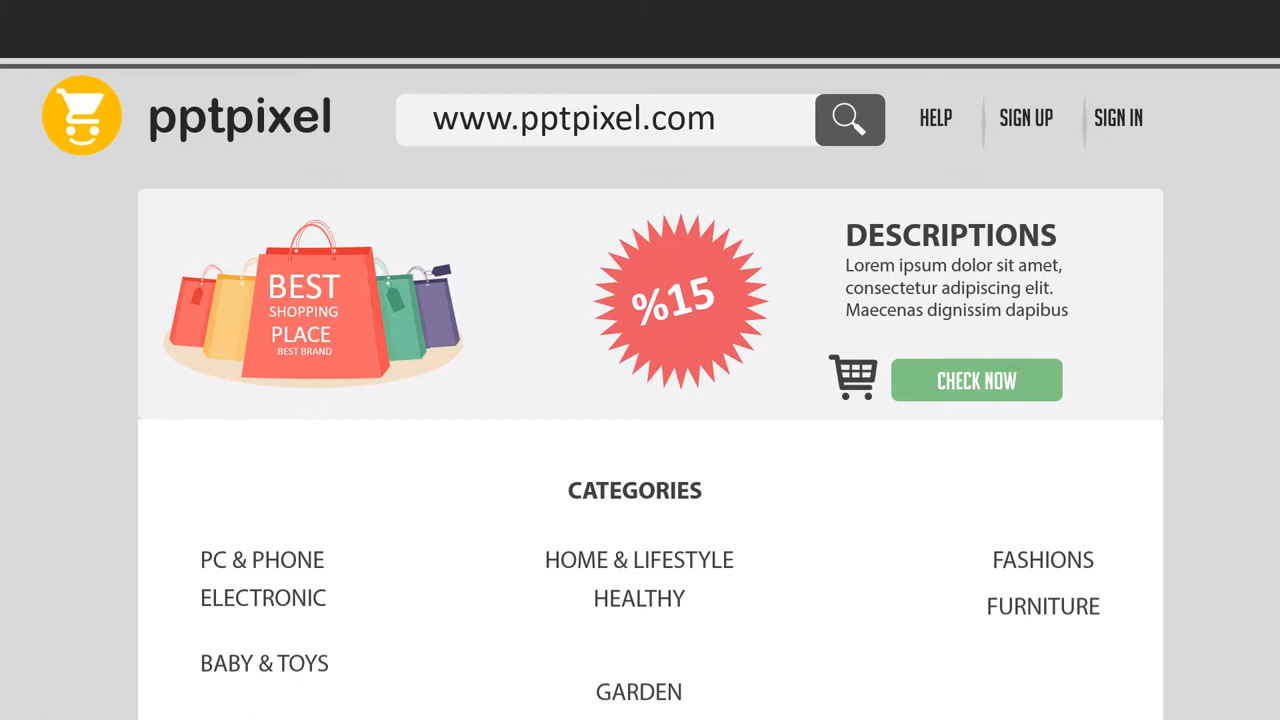 pptpixel
www.pptpixel.com
HELP
SIGN UP
SIGN IN
BEST
SHOPPING
PLACE
BEST BRAND
%15
DESCRIPTIONS
Lorem ipsum dolor sit amet,
consectetur adipiscing elit.
Maecenas dignissim dapibus
CHECK NOW
CATEGORIES
PC & PHONE
HOME & LIFESTYLE
FASHIONS
ELECTRONIC
HEALTHY
FURNITURE
BABY & TOYS
GARDEN